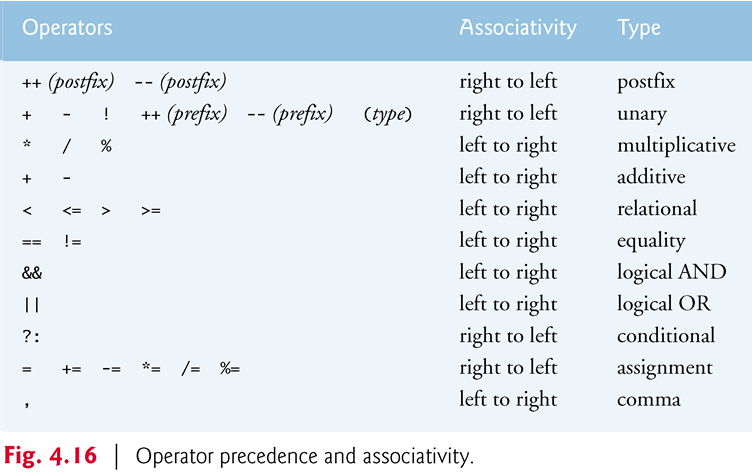 Operators Associativity Type
++ (postfix) -- (postfix) right to left postfix
+ - ! ++ (prefix) -- (prefix) (type) right to left unary
* / % left to right multiplicative
+ - left to right additive
< <= > >= left to right relational
== != left to right equality
&& left to right logical AND
|| left to right logical OR
?: right to left conditional
= += -= *= /= %= right to left assignment
, left to right comma
Fig. 4.16 | Operator precedence and associativity.